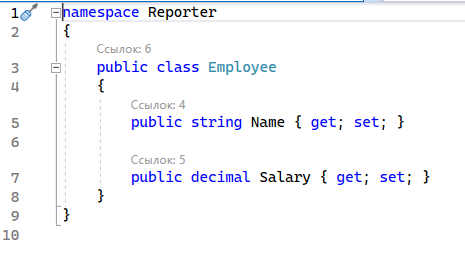 1 namespace Reporter
2 {
Ссылок: 6
3 public class Employee
4 {
Ссылок: 4
5 public string Name { get; set; }
6
Ссылок: 5
7 public decimal Salary { get; set; }
8 }
9 }
10